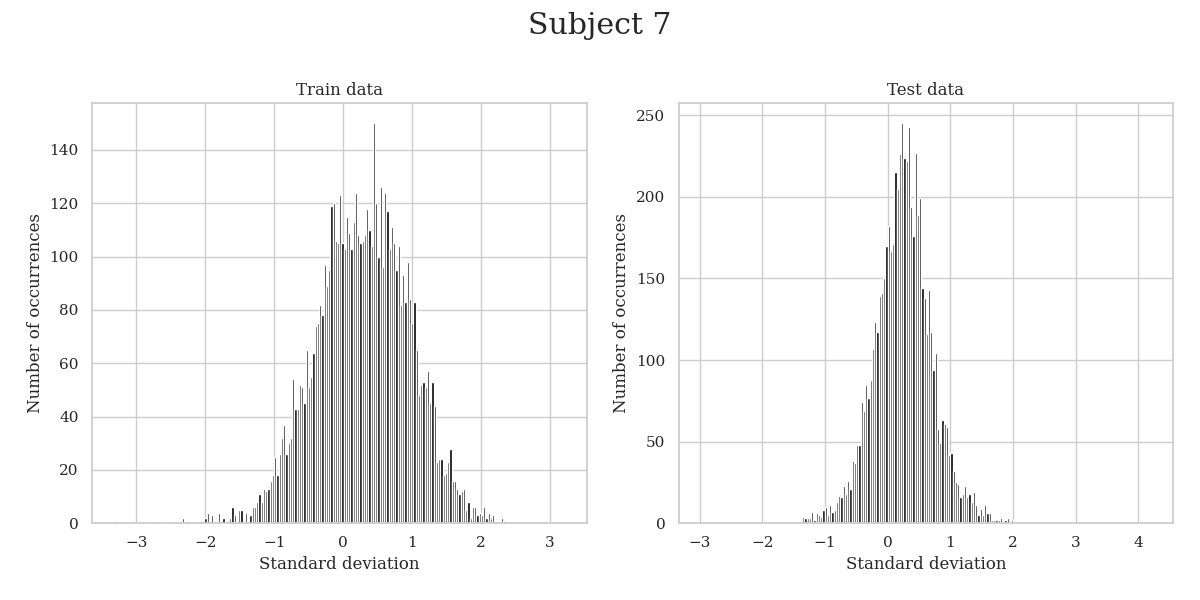 Subject 7
Train data
Number of occurrences
140
120
100
80
60
40
20
0
−3 −2 −1 0 1 2 3
Standard deviation
Test data
Number of occurrences
250
200
150
100
50
0
−3 −2 −1 0 1 2 3 4
Standard deviation